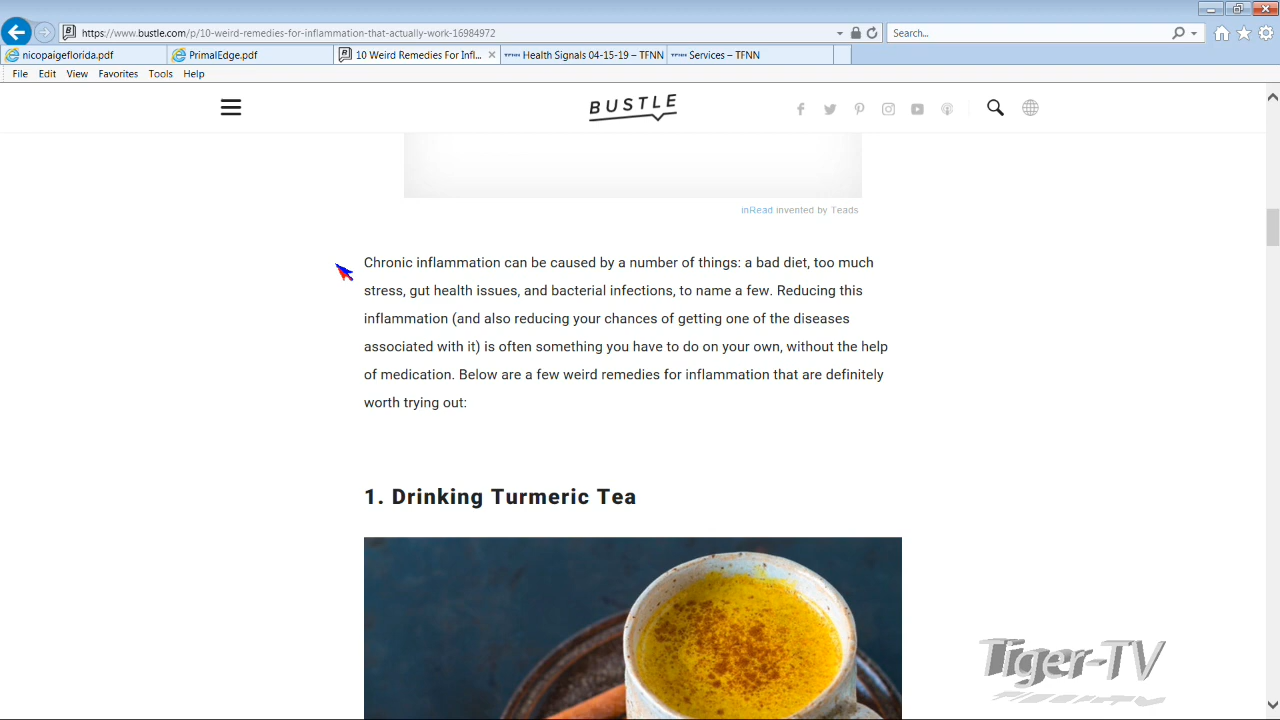 https://www.bustle.com/p/10-weird-remedies-for-inflammation-that-actually-work-16984972
Search...
nicopaigeflorida.pdf
PrimalEdge.pdf
10 Weird Remedies For Infl...
TFNN Health Signals 04-15-19 – TFNN
TFNN Services – TFNN
File Edit View Favorites Tools Help
BUSTLE
inRead invented by Teads
Chronic inflammation can be caused by a number of things: a bad diet, too much
stress, gut health issues, and bacterial infections, to name a few. Reducing this
inflammation (and also reducing your chances of getting one of the diseases
associated with it) is often something you have to do on your own, without the help
of medication. Below are a few weird remedies for inflammation that are definitely
worth trying out:
1. Drinking Turmeric Tea
Tiger-TV